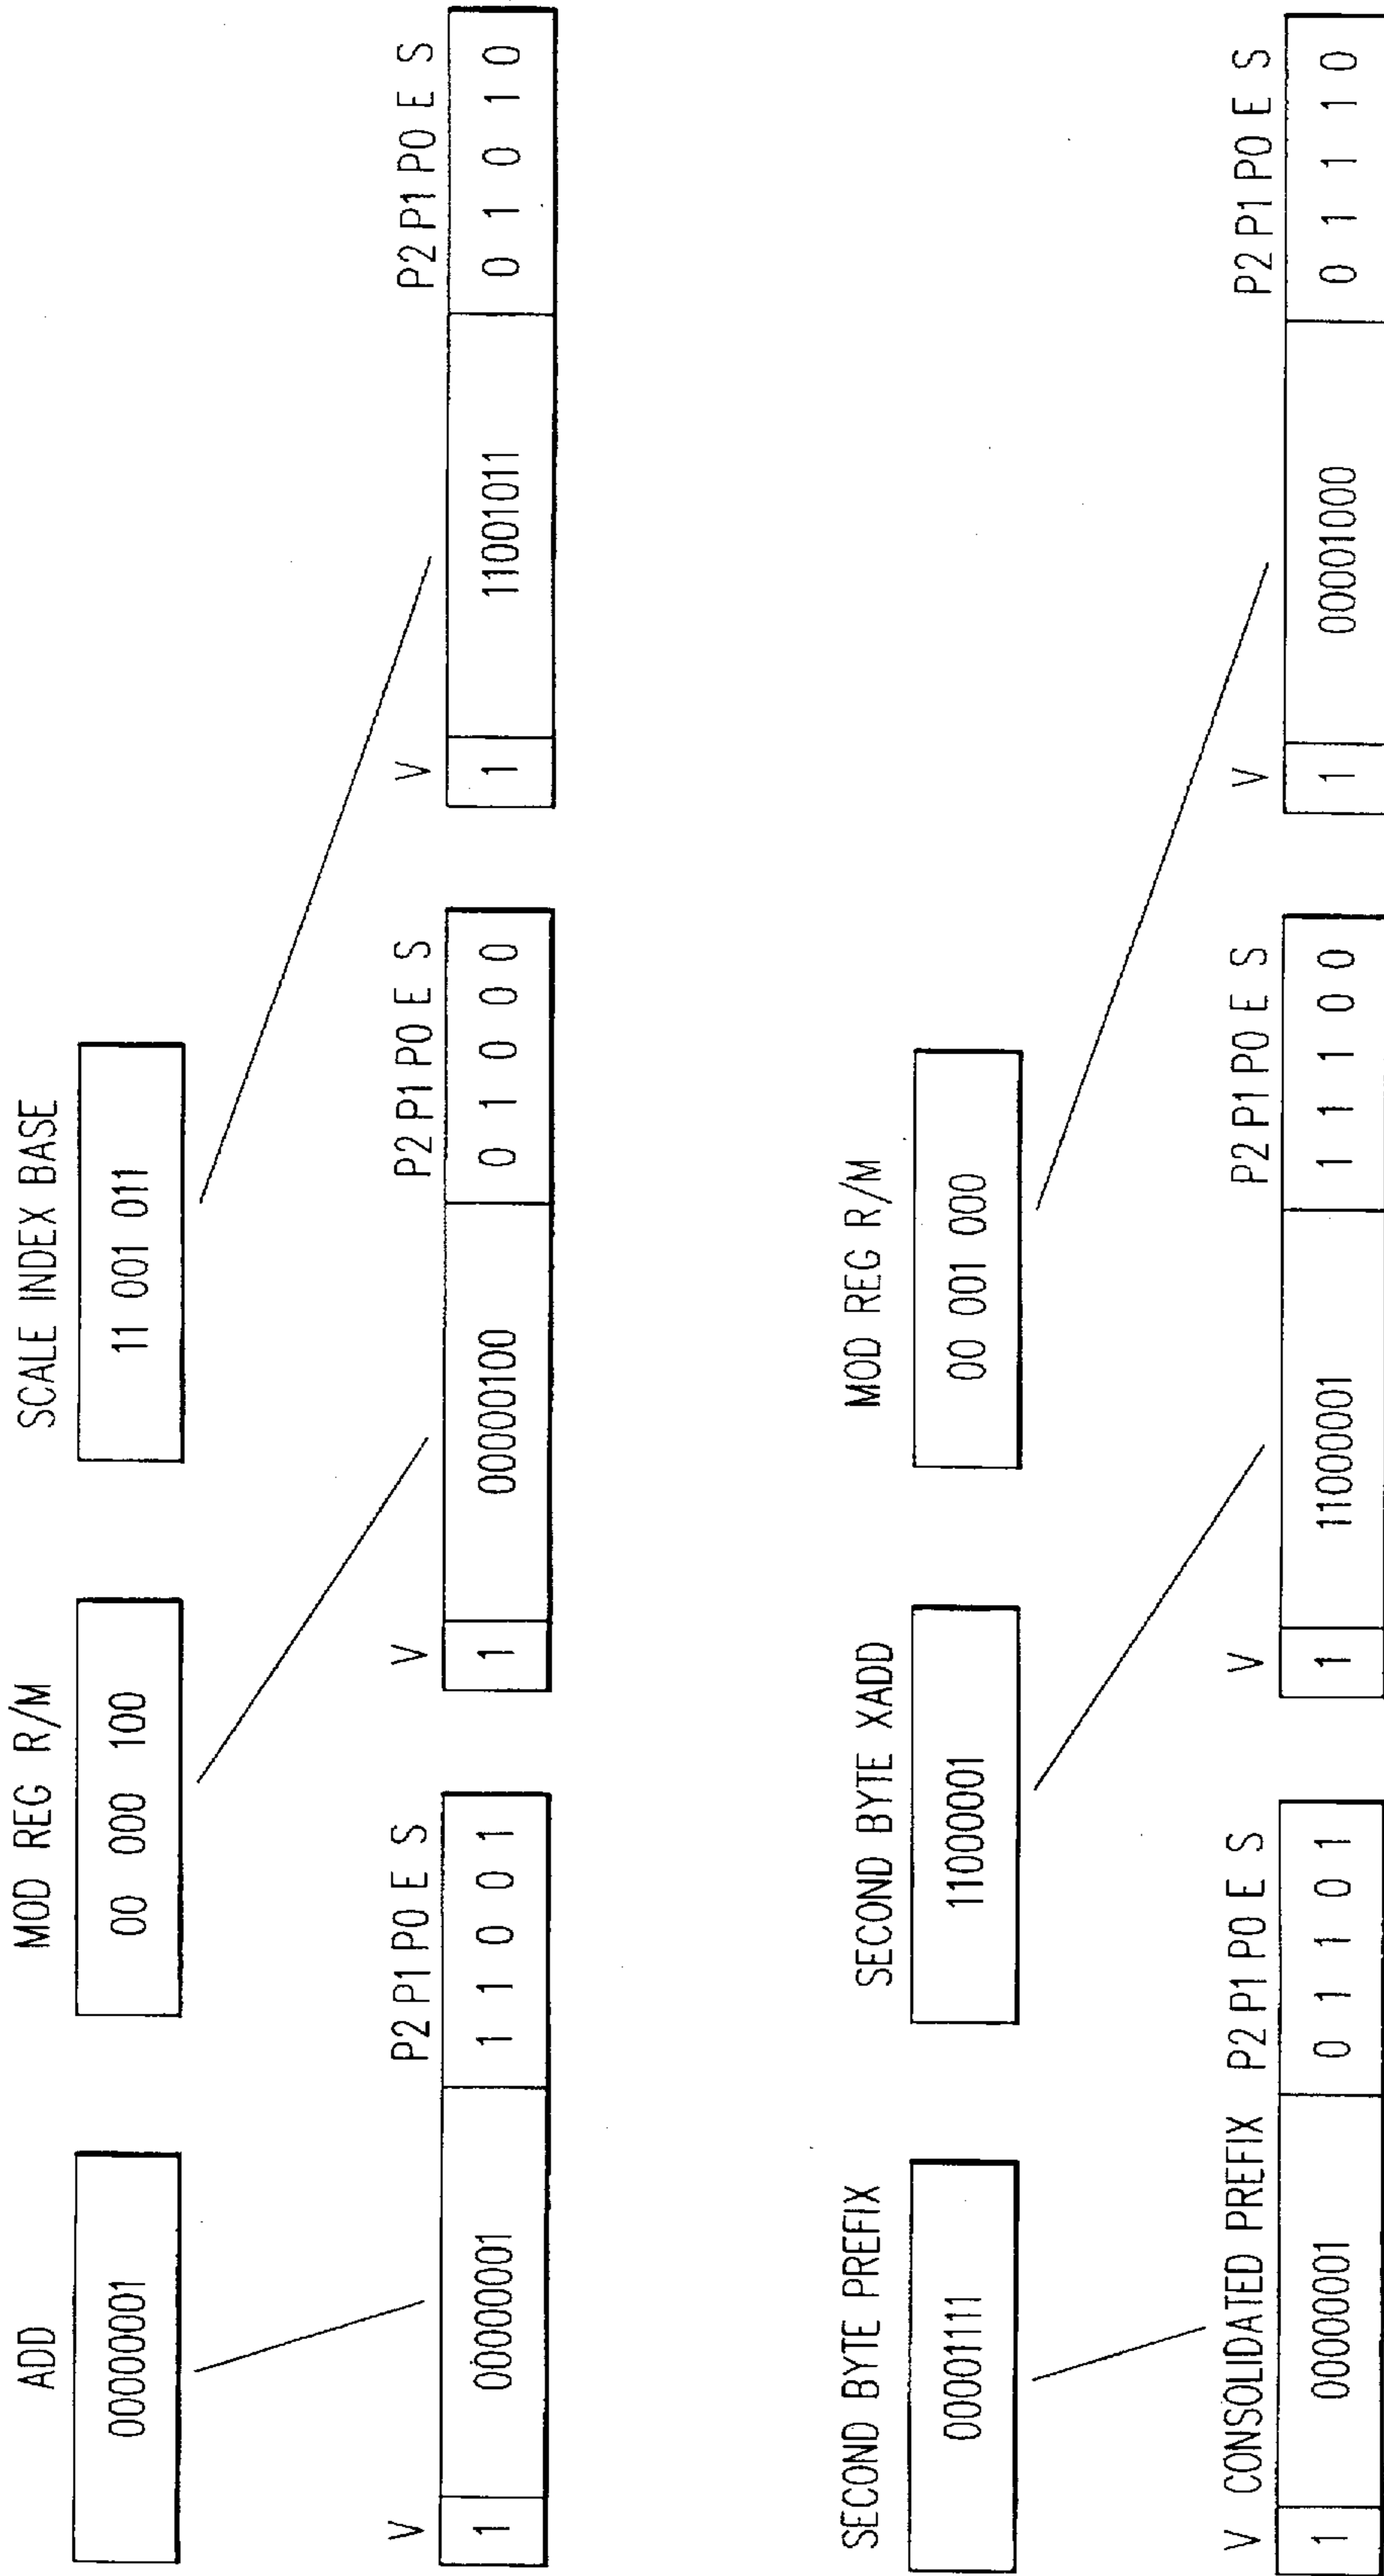 ADD MOD REG R/M SCALE INDEX BASE
00000001 00 000 100 11 001 011
V P2 P1 P0 E S V P2 P1 P0 E S V P2 P1 P0 E S
1 00000001 1 1 0 0 1 1 00000100 0 1 0 0 0 1 11001011 0 1 0 1 0
SECOND BYTE PREFIX SECOND BYTE XADD MOD REG R/M
00001111 11000001 00 001 000
V CONSOLIDATED PREFIX P2 P1 P0 E S V P2 P1 P0 E S V P2 P1 P0 E S
1 00000001 0 1 1 0 1 1 11000001 1 1 1 0 0 1 00001000 0 1 1 1 0